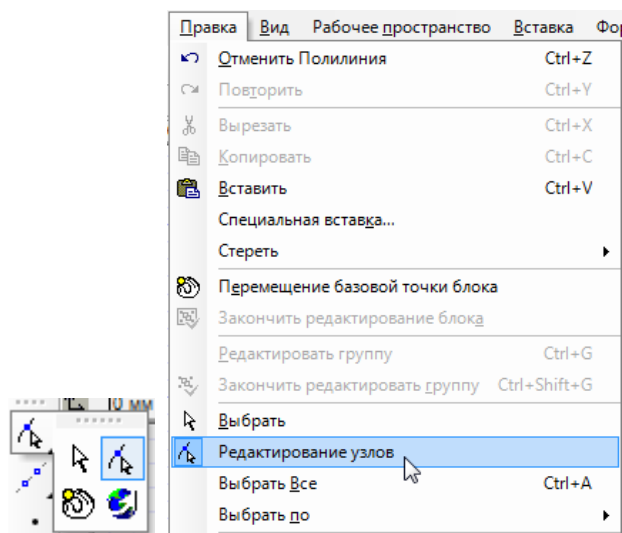 Правка Вид Рабочее пространство Вставка
Отменить Полилиния Ctrl+Z
Повторить Ctrl+Y
Вырезать Ctrl+X
Копировать Ctrl+C
Вставить Ctrl+V
Специальная вставка...
Стереть
Перемещение базовой точки блока
Закончить редактирование блока
Редактировать группу Ctrl+G
Закончить редактировать группу Ctrl+Shift+G
Выбрать
Редактирование узлов
Выбрать Все Ctrl+A
Выбрать по
0 мм